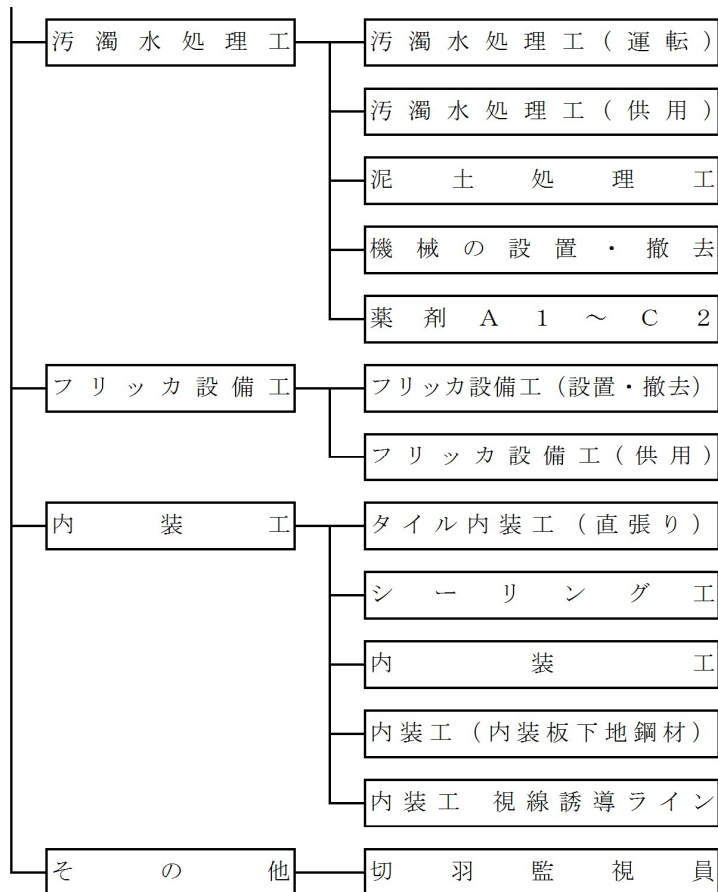 汚濁水処理工
汚濁水処理工(運転)
汚濁水処理工(供用)
泥土処理工
機械の設置・撤去
薬剤A1～C2
フリッカ設備工
フリッカ設備工(設置・撤去)
フリッカ設備工(供用)
内装工
タイル内装工(直張り)
シーリング工
内装工
内装工(内装板下地鋼材)
内装工 視線誘導ライン
その他
切羽監視員